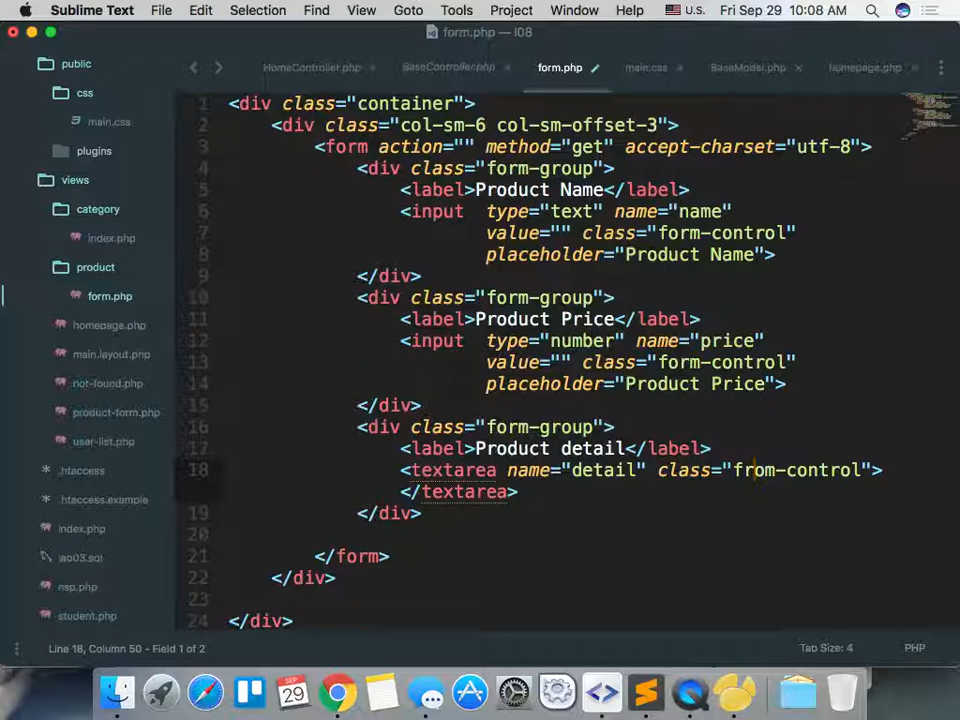 Sublime Text File Edit Selection Find View Goto Tools Project Window Help U.S. Fri Sep 29 10:08 AM
form.php — l08
HomeController.php BaseController.php form.php main.css BaseModel.php homepage.php
public
css
main.css
plugins
views
category
index.php
product
form.php
homepage.php
main.layout.php
not-found.php
product-form.php
user-list.php
.htaccess
.htaccess.example
index.php
lab03.sql
nsp.php
student.php
1 <div class="container">
2 <div class="col-sm-6 col-sm-offset-3">
3 <form action="" method="get" accept-charset="utf-8">
4 <div class="form-group">
5 <label>Product Name</label>
6 <input type="text" name="name"
7 value="" class="form-control"
8 placeholder="Product Name">
9 </div>
10 <div class="form-group">
11 <label>Product Price</label>
12 <input type="number" name="price"
13 value="" class="form-control"
14 placeholder="Product Price">
15 </div>
16 <div class="form-group">
17 <label>Product detail</label>
18 <textarea name="detail" class="from-control">
</textarea>
19 </div>
20
21 </form>
22 </div>
23
24 </div>
Line 18, Column 50 - Field 1 of 2 Tab Size: 4 PHP
SEP
29